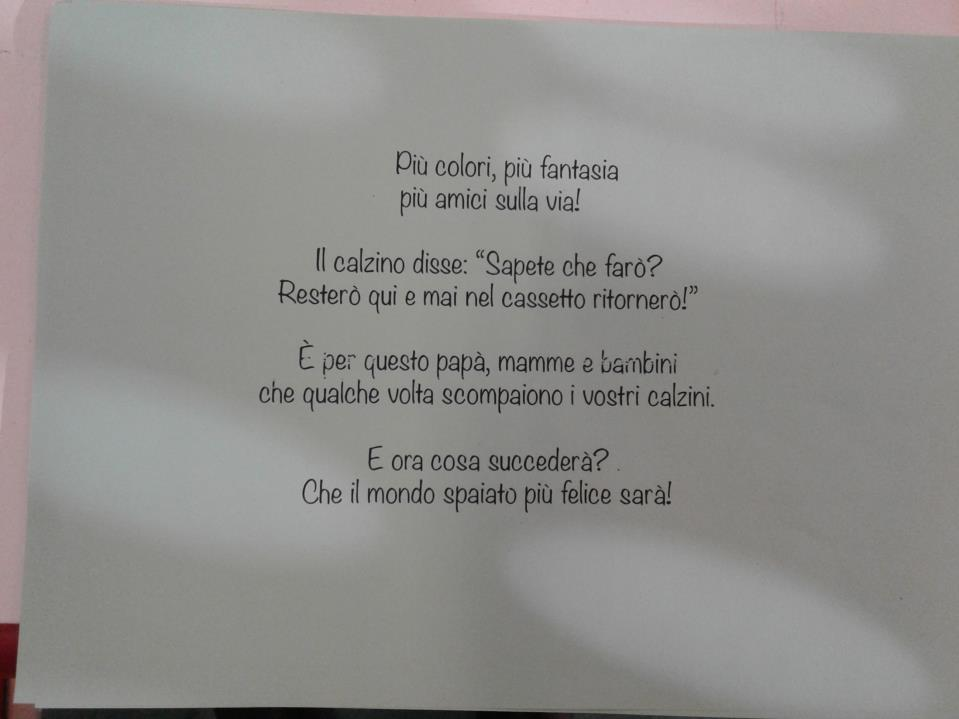 Più colori, più fantasia
più amici sulla via!
Il calzino disse: “Sapete che farò?
Resterò qui e mai nel cassetto ritornerò!”
È per questo papà, mamme e bambini
che qualche volta scompaiono i vostri calzini.
E ora cosa succederà?
Che il mondo spaiato più felice sarà!